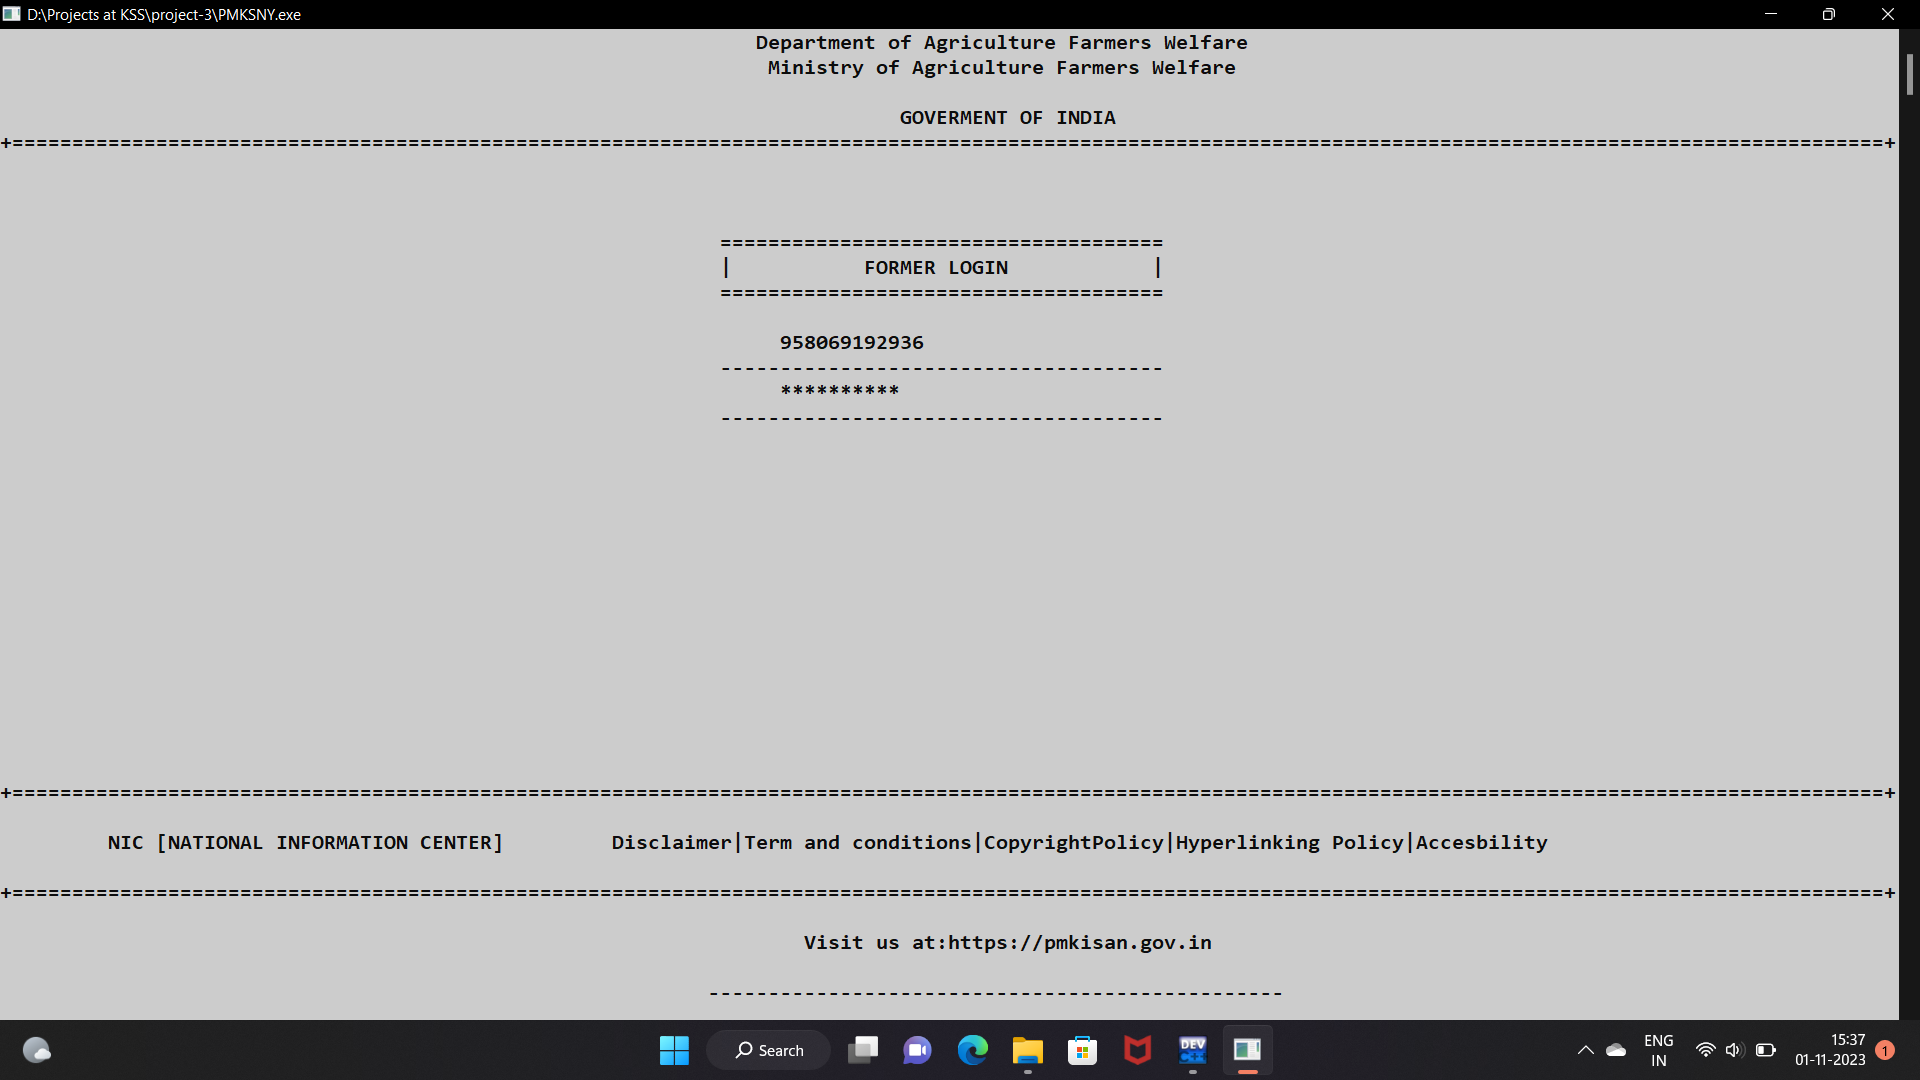 D:\Projects at KSS\project-3\PMKSNY.exe
Department of Agriculture Farmers Welfare
Ministry of Agriculture Farmers Welfare
GOVERMENT OF INDIA
+============================================================================================================================================================+
=====================================
| FORMER LOGIN |
=====================================
958069192936
-------------------------------------
**********
-------------------------------------
+============================================================================================================================================================+
NIC [NATIONAL INFORMATION CENTER] Disclaimer|Term and conditions|CopyrightPolicy|Hyperlinking Policy|Accesbility
+============================================================================================================================================================+
Visit us at:https://pmkisan.gov.in
------------------------------------------------
Search
DEV
C++
ENG
IN
15:37
01-11-2023
1